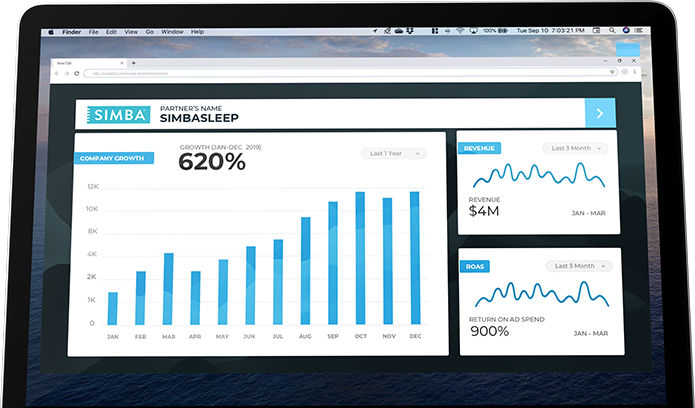 Finder File Edit View Go Window Help 100% Tue Sep 10 7:03:21 PM
New Tab
SIMBA
PARTNER'S NAME
SIMBASLEEP
COMPANY GROWTH
GROWTH (JAN-DEC 2019)
620%
Last 1 Year
12K
10K
8K
4K
2K
1K
0
JAN FEB MAR APR MAY JUN JUL AUG SEP OCT NOV DEC
REVENUE
Last 3 Month
REVENUE
$4M
JAN - MAR
ROAS
Last 3 Month
RETURN ON AD SPEND
900%
JAN - MAR